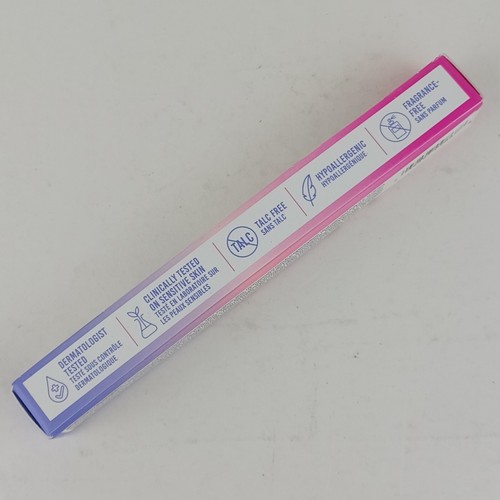 DERMATOLOGIST
TESTED
TESTÉ SOUS CONTRÔLE
DERMATOLOGIQUE
CLINICALLY TESTED
ON SENSITIVE SKIN
TESTÉ EN LABORATOIRE SUR
LES PEAUX SENSIBLES
TALC
TALC FREE
SANS TALC
HYPOALLERGENIC
HYPOALLERGÉNIQUE
FRAGRANCE-
FREE
SANS PARFUM